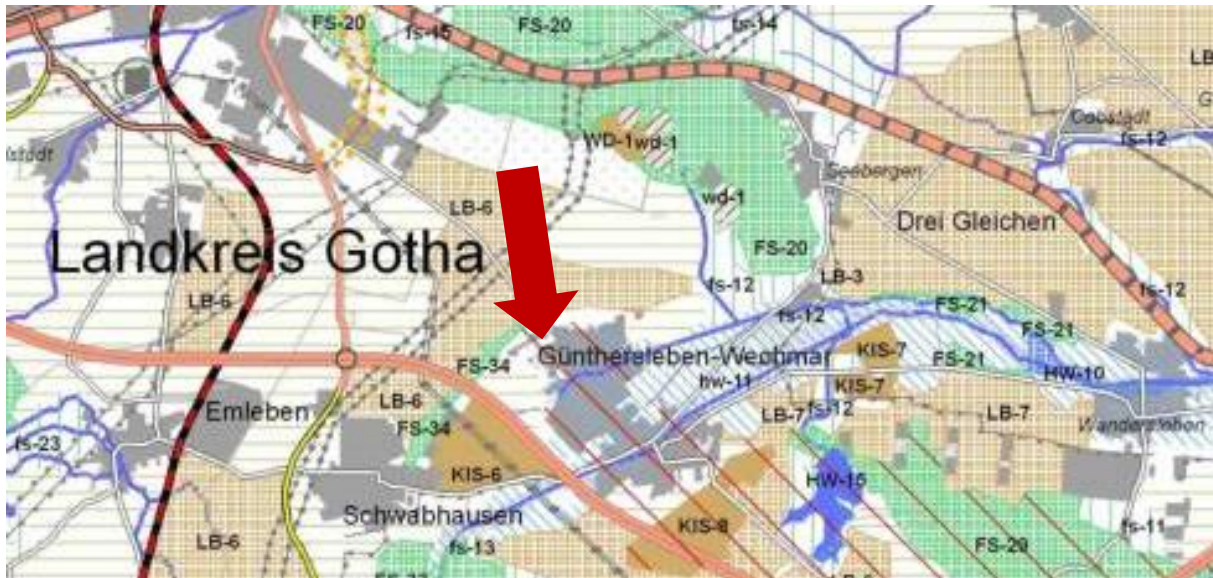 FS-20
fs-15
FS-20
fs-14
LB
WD-1
wd-1
Coostädt
fs-12
Seebergen
wd-1
LB-6
Drei Gleichen
Landkreis Gotha
FS-20
LB-6
LB-3
fs-12
fs-12
fs-12
FS-21
FS-21
Günthersleben-Wechmar
KIS-7
FS-34
FS-21
HW-10
hw-11
LB-6
KIS-7
Emleben
LB-7
fs-12
LB-7
FS-34
Wandersleben
fs-23
KIS-6
HW-15
Schwabhausen
KIS-8
fs-11
LB-6
fs-13
FS-29